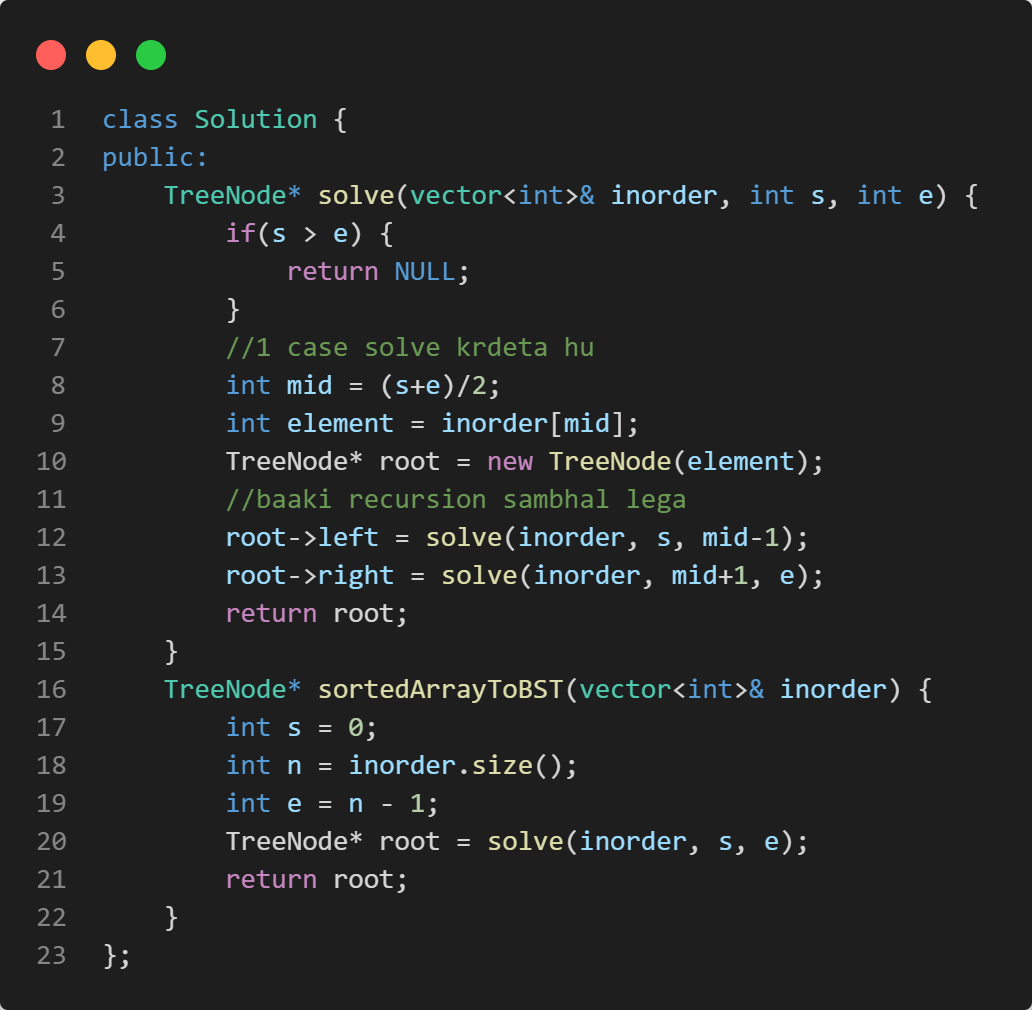 1 class Solution {
2 public:
3     TreeNode* solve(vector<int>& inorder, int s, int e) {
4         if(s > e) {
5             return NULL;
6         }
7         //1 case solve krdeta hu
8         int mid = (s+e)/2;
9         int element = inorder[mid];
10         TreeNode* root = new TreeNode(element);
11         //baaki recursion sambhal lega
12         root->left = solve(inorder, s, mid-1);
13         root->right = solve(inorder, mid+1, e);
14         return root;
15     }
16     TreeNode* sortedArrayToBST(vector<int>& inorder) {
17         int s = 0;
18         int n = inorder.size();
19         int e = n - 1;
20         TreeNode* root = solve(inorder, s, e);
21         return root;
22     }
23 };